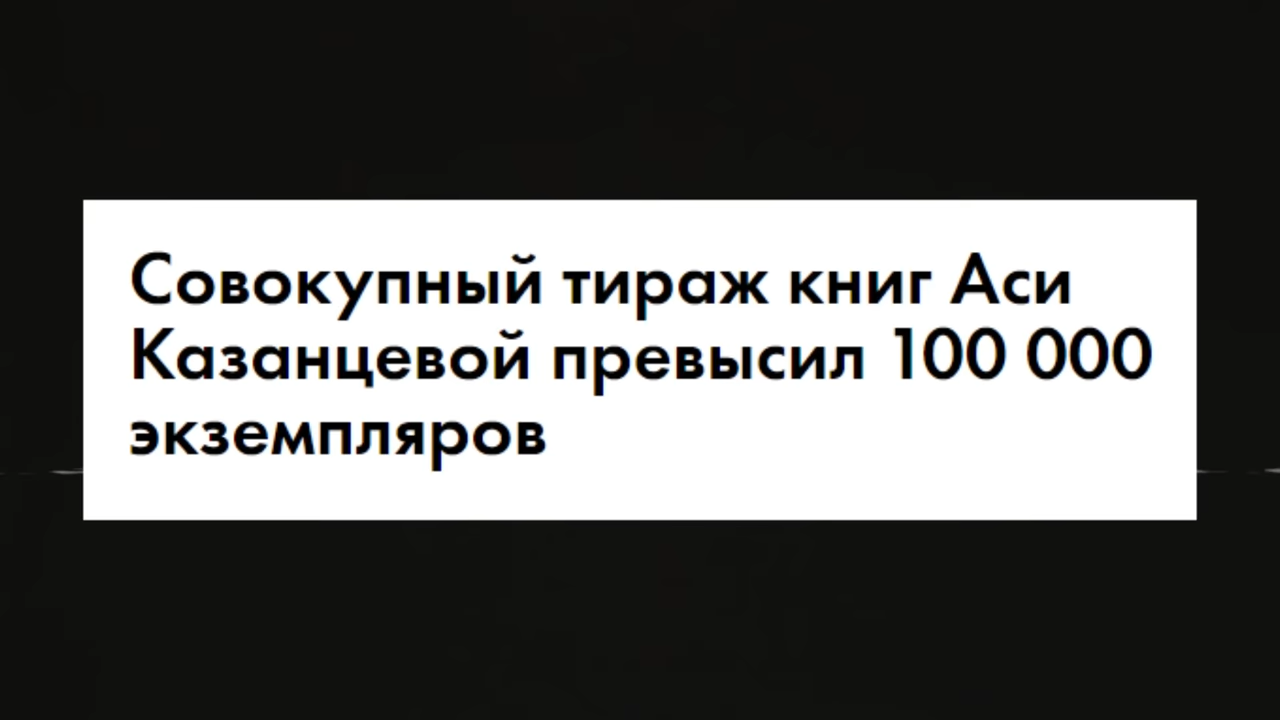 Совокупный тираж книг Аси
Казанцевой превысил 100 000
экземпляров